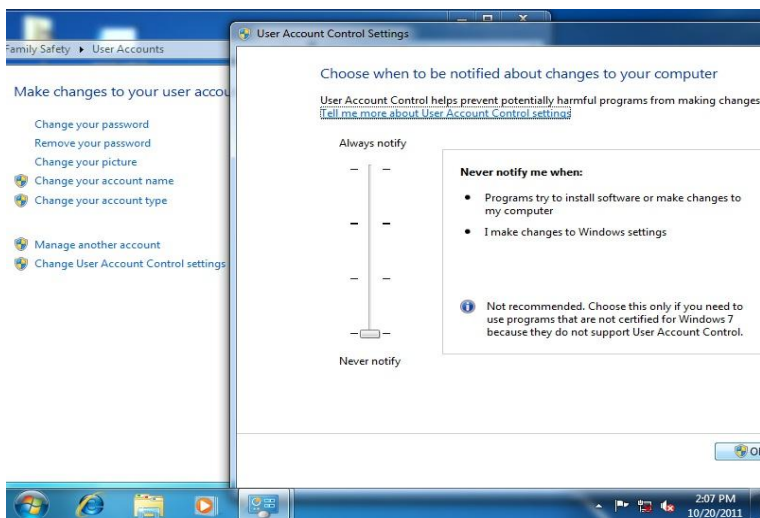 User Account Control Settings
Family Safety ▸ User Accounts
Make changes to your user accou
Change your password
Remove your password
Change your picture
Change your account name
Change your account type
Manage another account
Change User Account Control settings
Choose when to be notified about changes to your computer
User Account Control helps prevent potentially harmful programs from making changes
Tell me more about User Account Control settings
Always notify
Never notify
Never notify me when:
• Programs try to install software or make changes to
my computer
• I make changes to Windows settings
Not recommended. Choose this only if you need to
use programs that are not certified for Windows 7
because they do not support User Account Control.
2:07 PM
10/20/2011